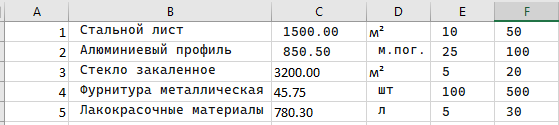 A B C D E F
1 Стальной лист 1500.00 м² 10 50
2 Алюминиевый профиль 850.50 м.пог. 25 100
3 Стекло закаленное 3200.00 м² 5 20
4 Фурнитура металлическая 45.75 шт 100 500
5 Лакокрасочные материалы 780.30 л 5 30